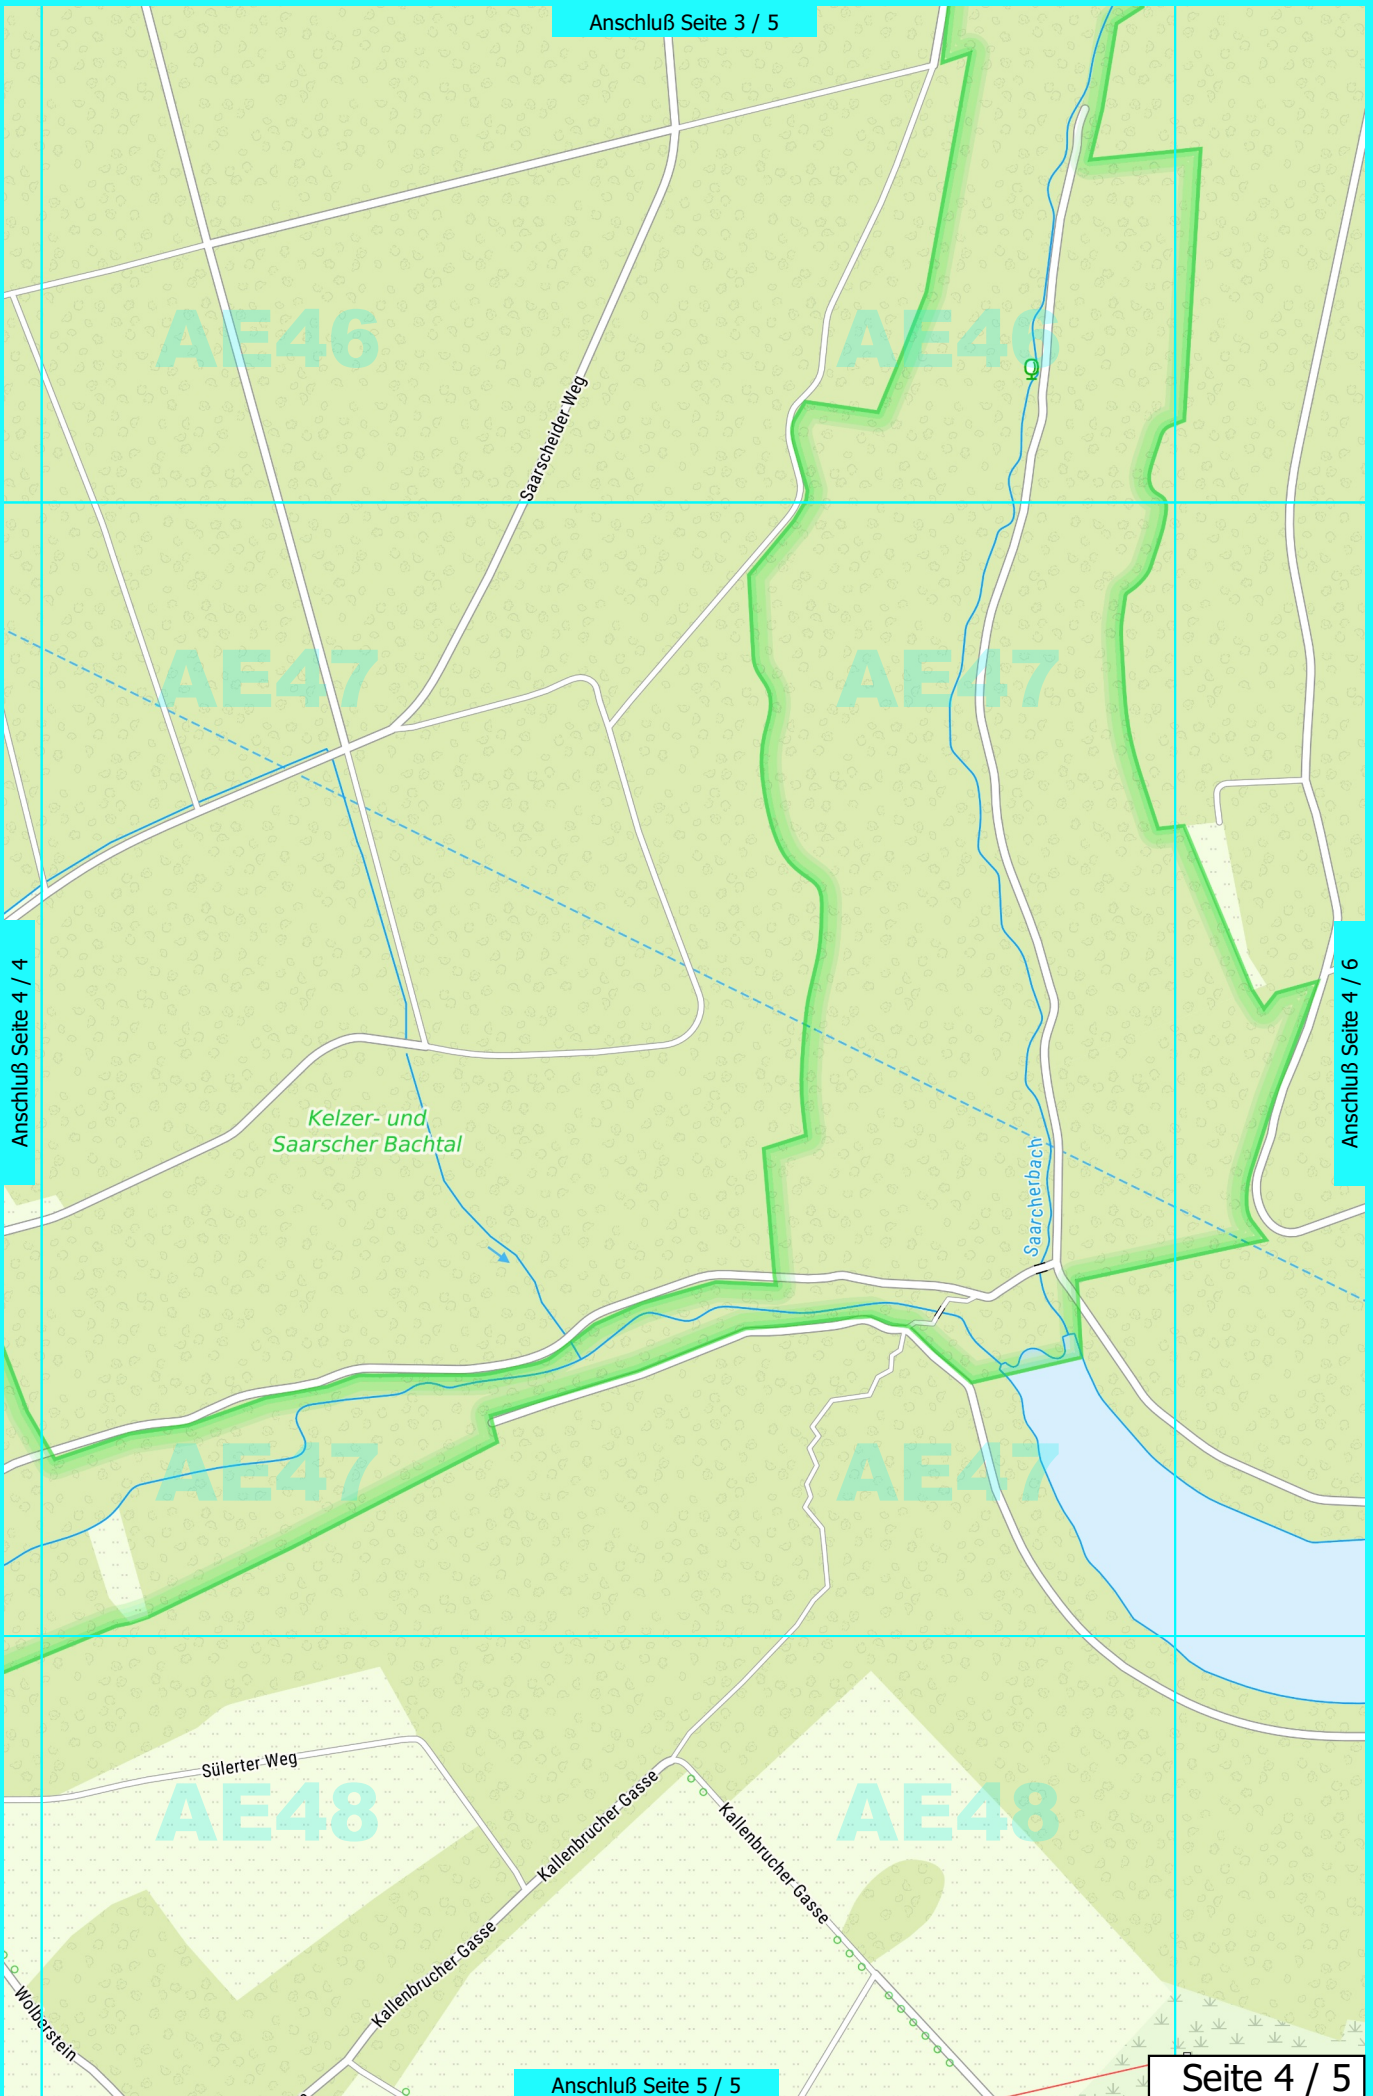 Anschluß Seite 3 / 5
AE46
AE46
Saarscheider Weg
AE47
AE47
Anschluß Seite 4 / 4
Anschluß Seite 4 / 6
Kelzer- und
Saarscher Bachtal
Saarcherbach
AE47
AE47
Sülerter Weg
AE48
AE48
Kallenbrucher Gasse
Kallenbrucher Gasse
Kallenbrucher Gasse
Wolberstein
Anschluß Seite 5 / 5
Seite 4 / 5